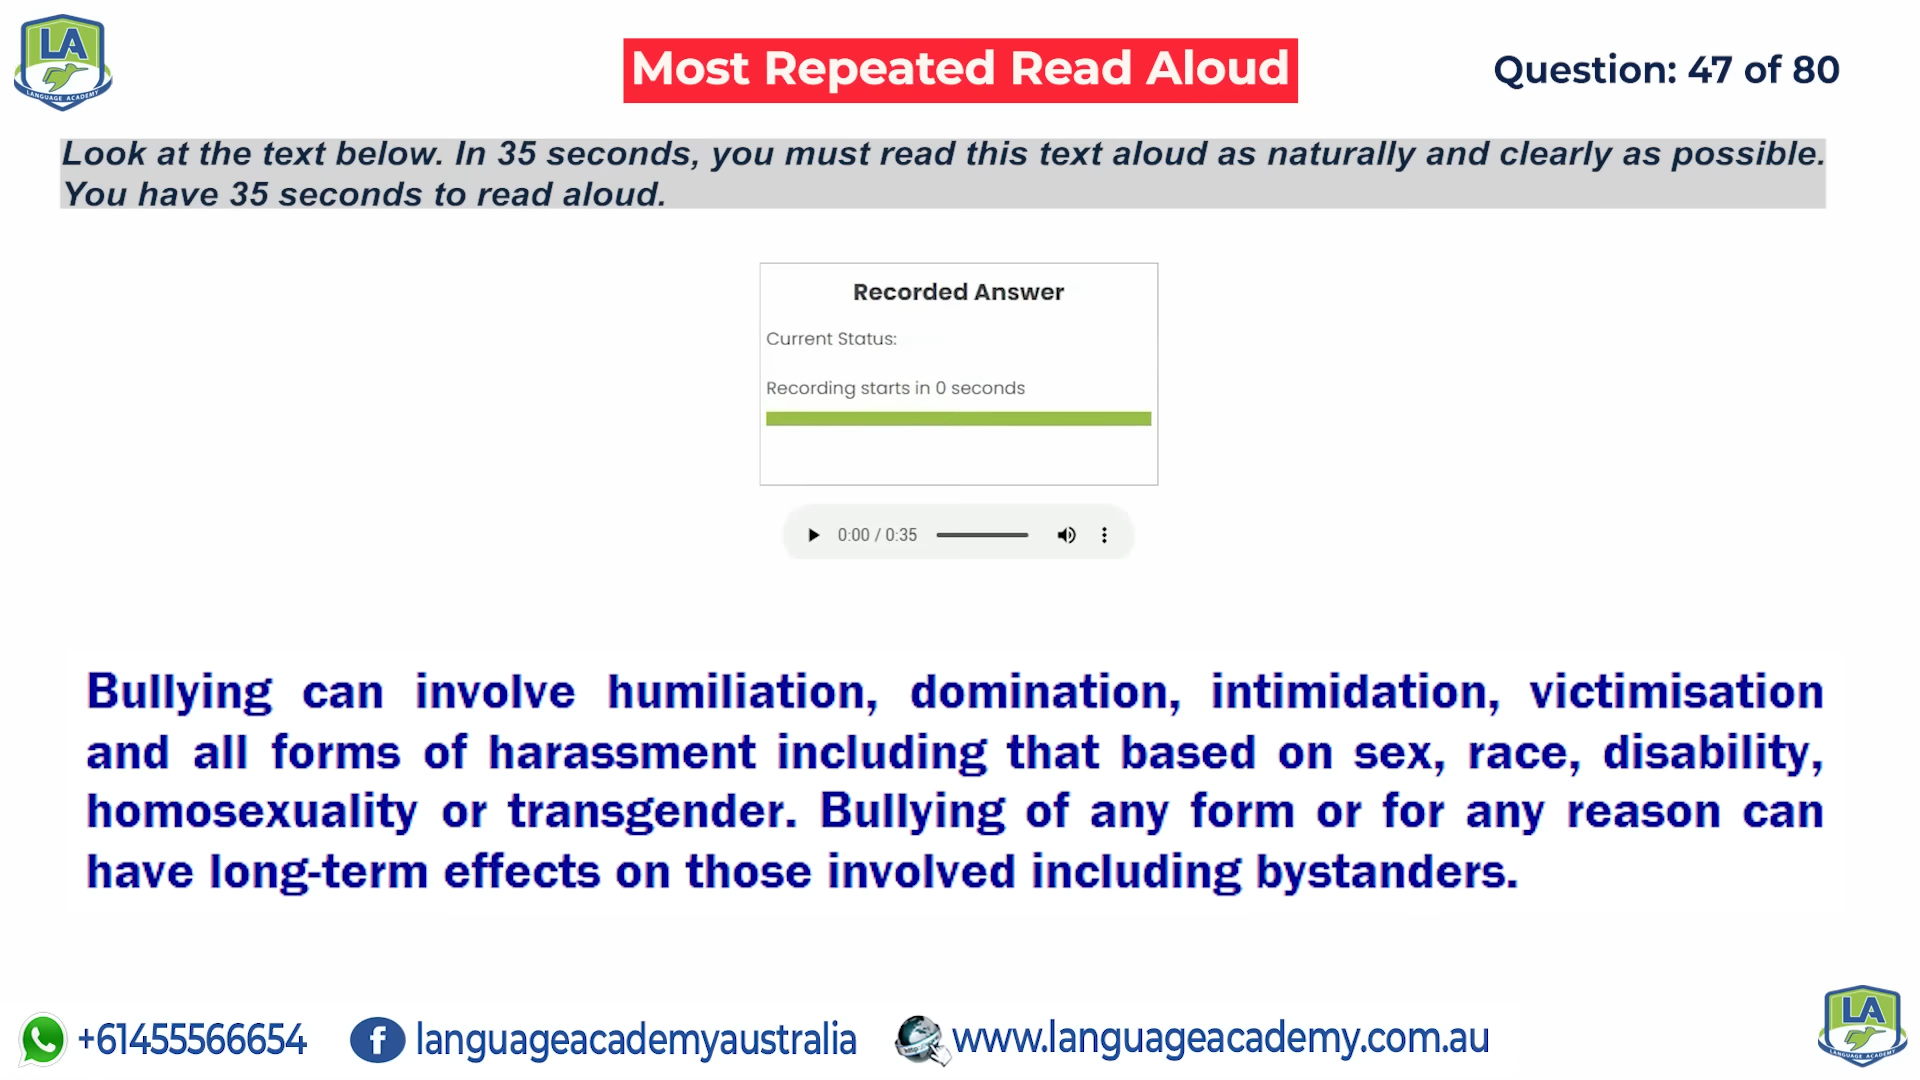 LA
LANGUAGE ACADEMY
Most Repeated Read Aloud
Question: 47 of 80
Look at the text below. In 35 seconds, you must read this text aloud as naturally and clearly as possible.
You have 35 seconds to read aloud.
Recorded Answer
Current Status:
Recording starts in 0 seconds
0:00 / 0:35
Bullying can involve humiliation, domination, intimidation, victimisation
and all forms of harassment including that based on sex, race, disability,
homosexuality or transgender. Bullying of any form or for any reason can
have long-term effects on those involved including bystanders.
+61455566654
languageacademyaustralia
www.languageacademy.com.au
LA
LANGUAGE ACADEMY